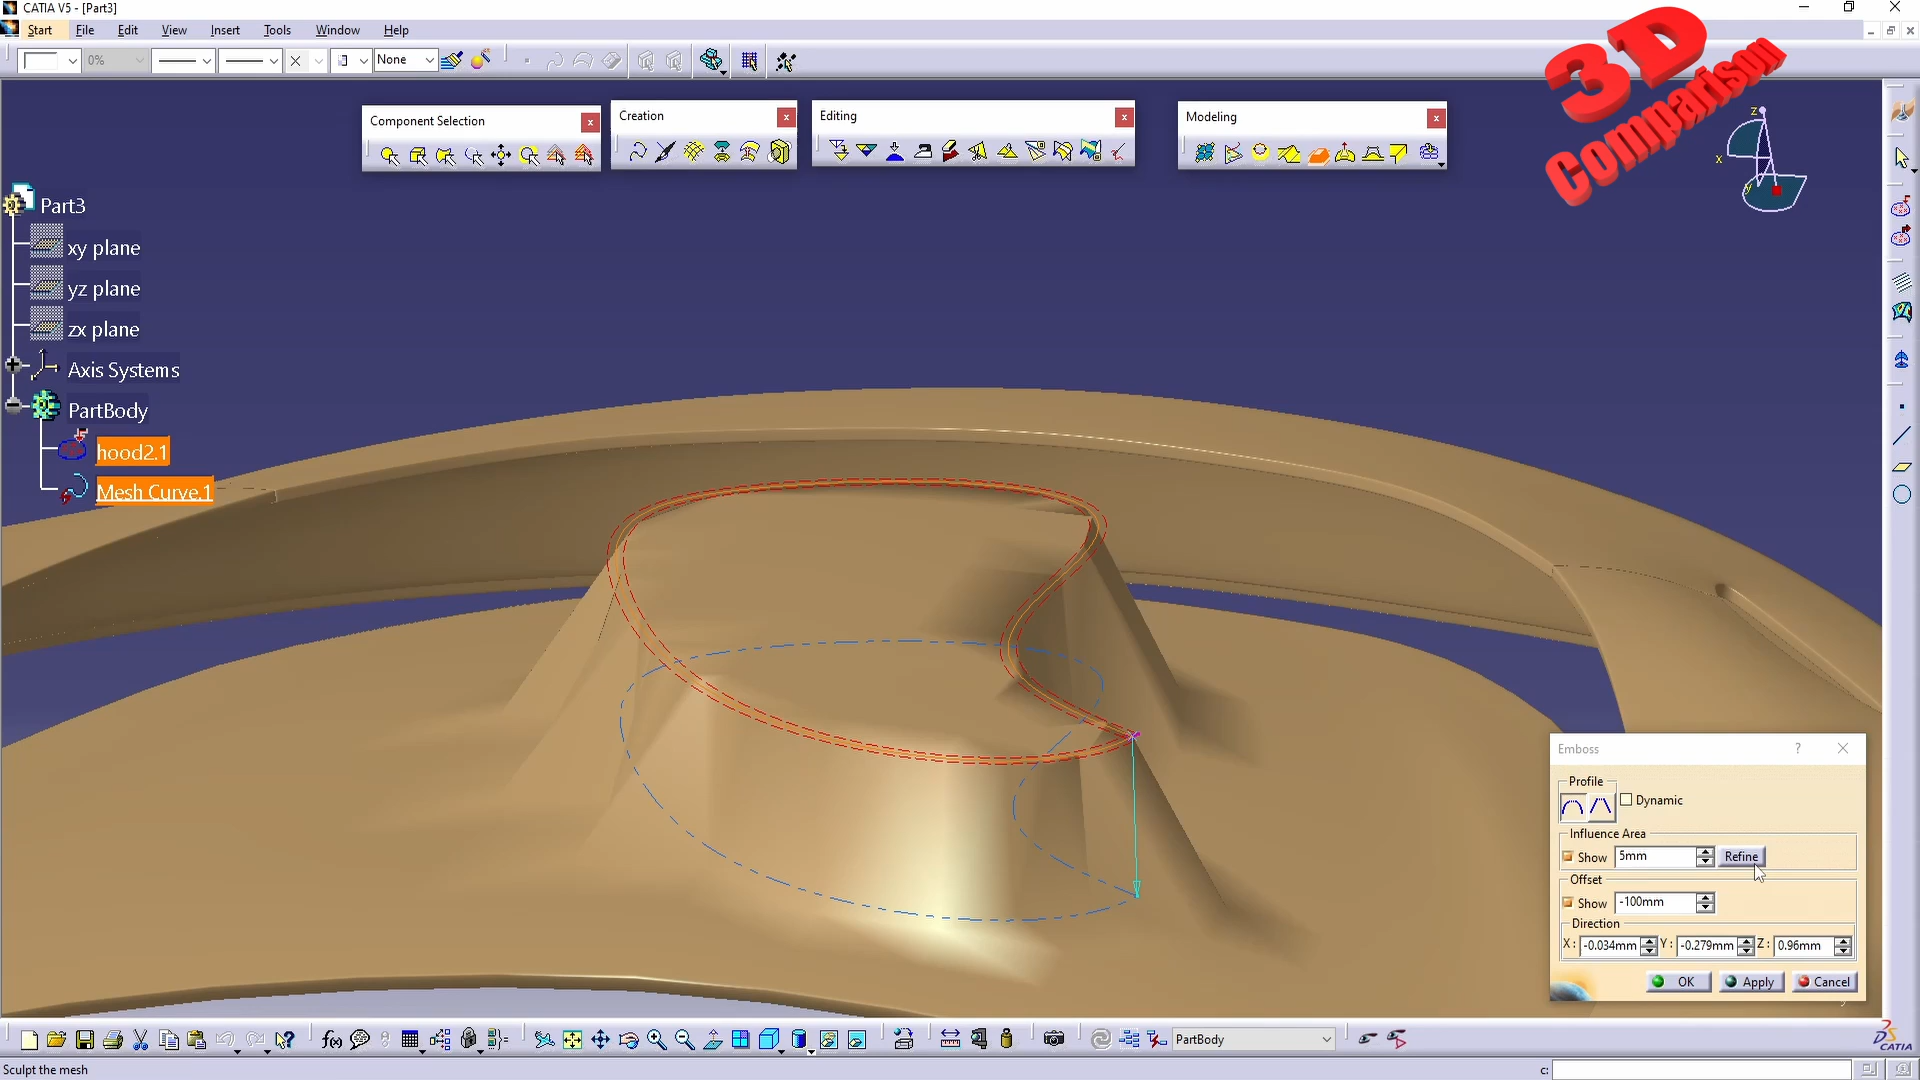 CATIA V5 - [Part3]
Start File Edit View Insert Tools Window Help
0% None
3D
Comparison
Component Selection
Creation
Editing
Modeling
z
x
y
Part3
xy plane
yz plane
zx plane
Axis Systems
PartBody
hood2.1
Mesh Curve.1
Emboss
Profile
Dynamic
Influence Area
Show 5mm Refine
Offset
Show -100mm
Direction
X: -0.034mm Y: -0.279mm Z: 0.96mm
OK Apply Cancel
f(x)
PartBody
CATIA
Sculpt the mesh
c: